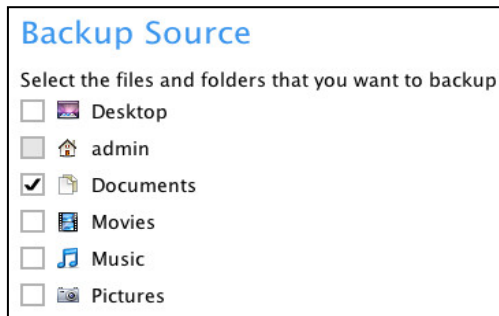 Backup Source
Select the files and folders that you want to backup
Desktop
admin
Documents
Movies
Music
Pictures